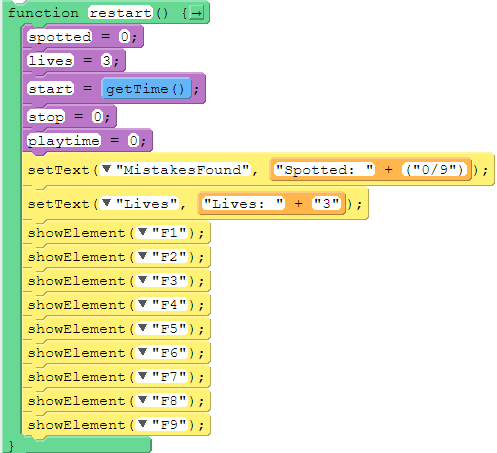 function restart() {→
spotted = 0;
lives = 3;
start = getTime();
stop = 0;
playtime = 0;
setText(▼"MistakesFound", "Spotted: " + ("0/9"));
setText(▼"Lives", "Lives: " + "3");
showElement(▼"F1");
showElement(▼"F2");
showElement(▼"F3");
showElement(▼"F4");
showElement(▼"F5");
showElement(▼"F6");
showElement(▼"F7");
showElement(▼"F8");
showElement(▼"F9");
}